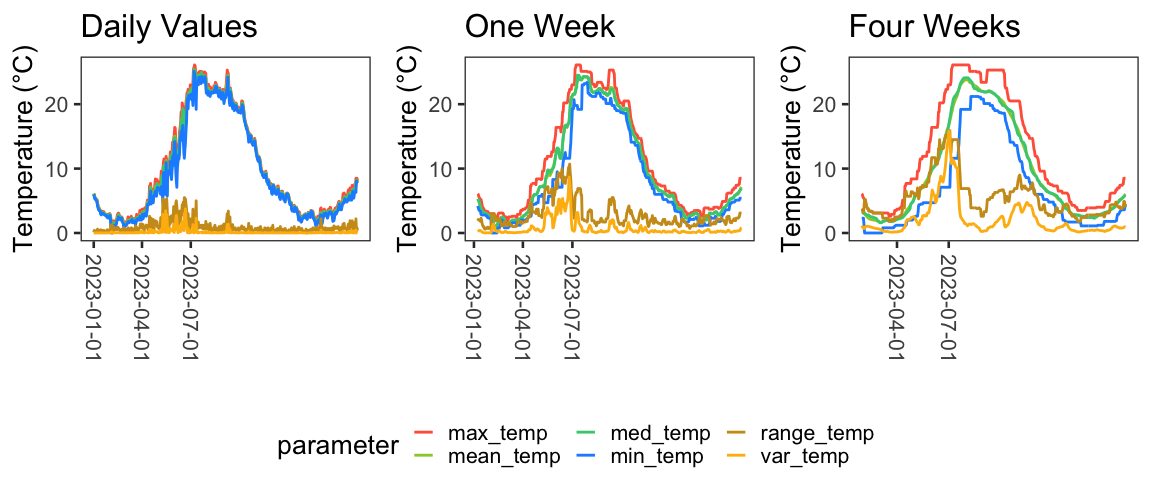 Daily Values
One Week
Four Weeks
Temperature (°C)
20
10
0
2023-01-01
2023-04-01
2023-07-01
Temperature (°C)
20
10
0
2023-01-01
2023-04-01
2023-07-01
Temperature (°C)
20
10
0
2023-04-01
2023-07-01
parameter
max_temp
med_temp
range_temp
mean_temp
min_temp
var_temp